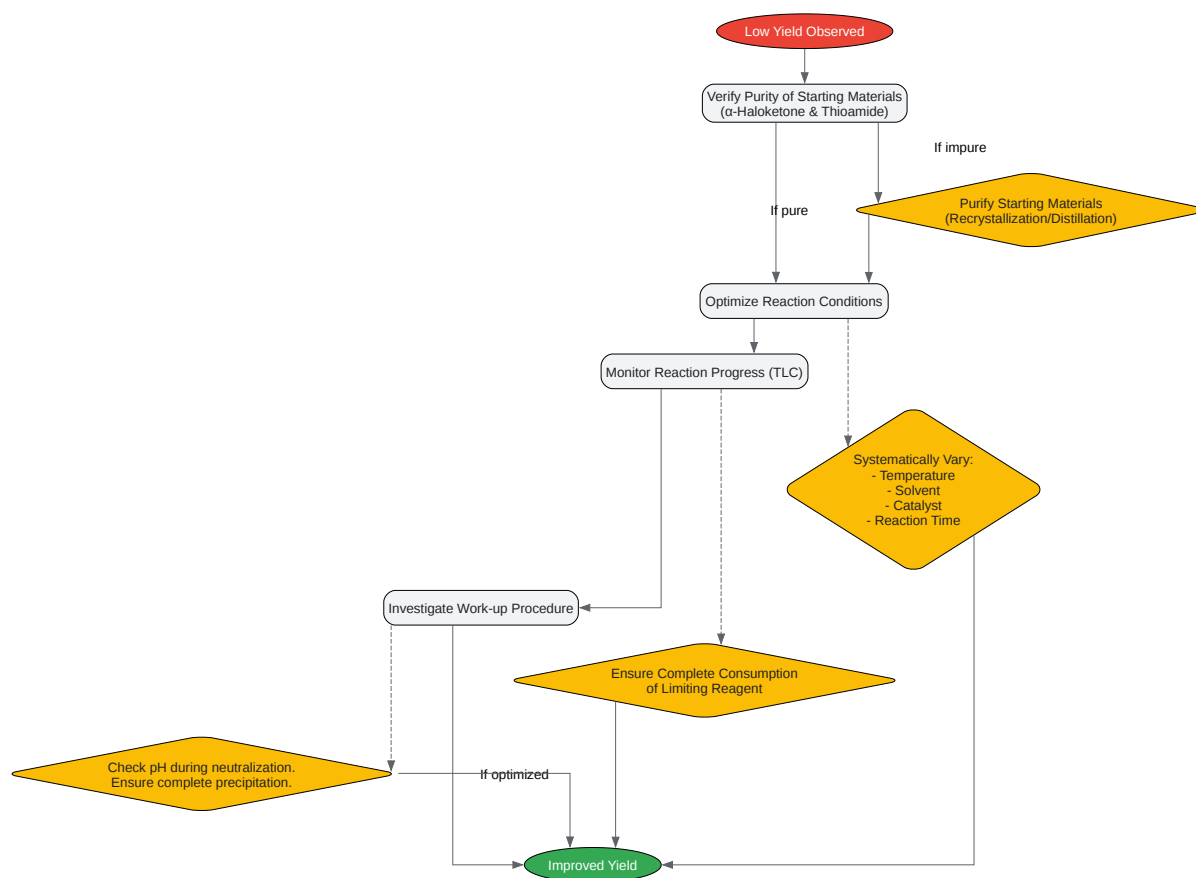 Low Yield Observed
Verify Purity of Starting Materials
(α-Haloketone & Thioamide)
If impure
Purify Starting Materials
(Recrystallization/Distillation)
If pure
Optimize Reaction Conditions
Monitor Reaction Progress (TLC)
Systematically Vary:
- Temperature
- Solvent
- Catalyst
- Reaction Time
Investigate Work-up Procedure
Ensure Complete Consumption
of Limiting Reagent
Check pH during neutralization.
Ensure complete precipitation.
If optimized
Improved Yield